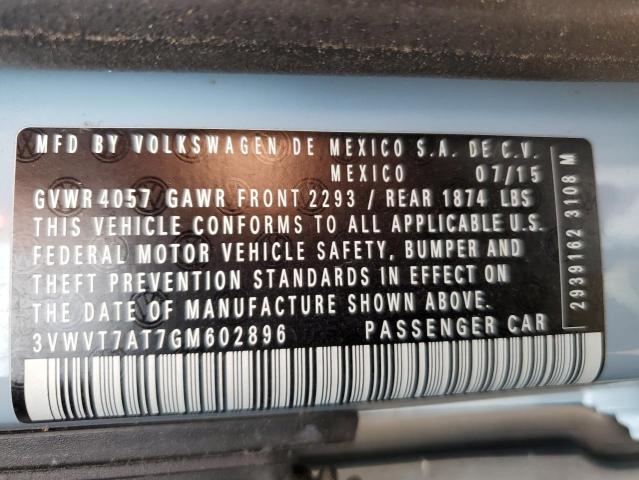 MFD BY VOLKSWAGEN DE MEXICO S.A. DE C.V.
MEXICO 07/15
GVWR 4057 GAWR FRONT 2293 / REAR 1874 LBS
THIS VEHICLE CONFORMS TO ALL APPLICABLE U.S.
FEDERAL MOTOR VEHICLE SAFETY, BUMPER AND
THEFT PREVENTION STANDARDS IN EFFECT ON
THE DATE OF MANUFACTURE SHOWN ABOVE.
3VWVT7AT7GM602896 PASSENGER CAR
2939162 3108 M